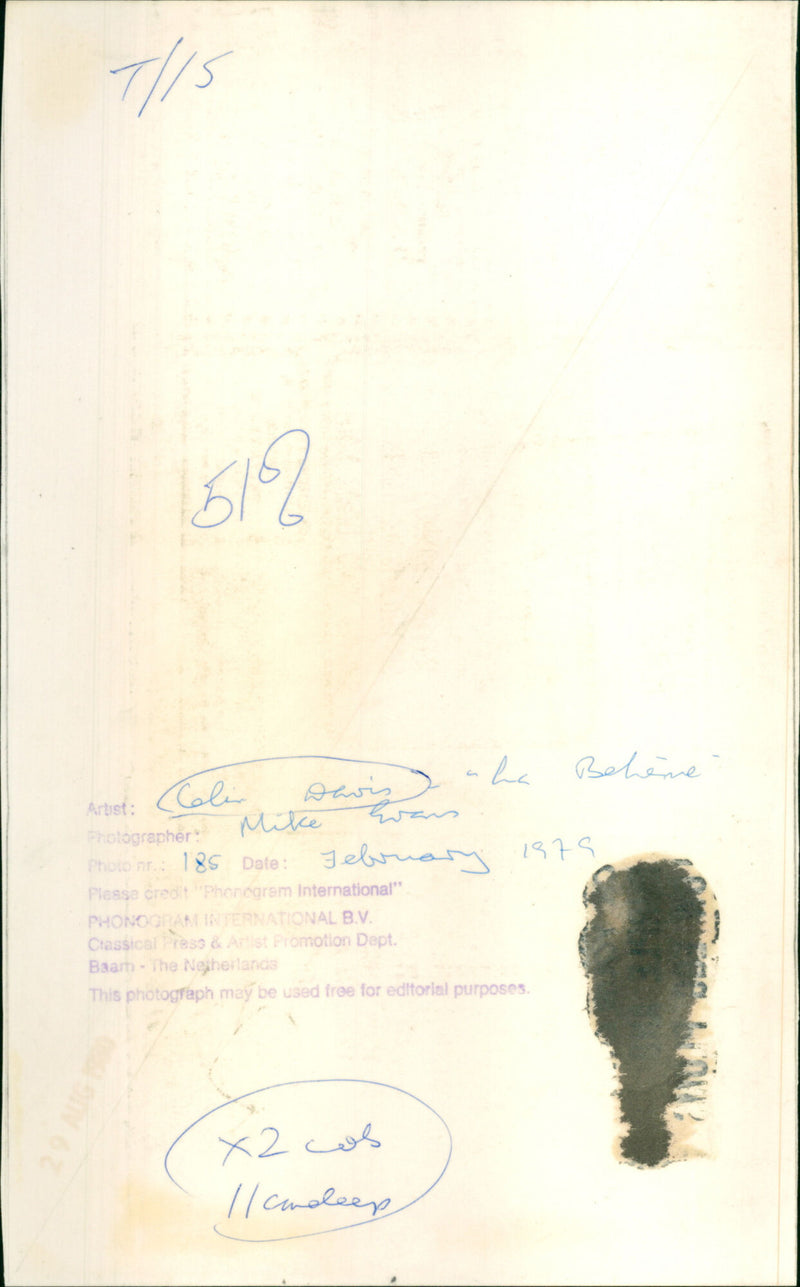 T/15
51%
Artist: Colin Davis - "La Bohème"
Photographer: Mike Evans
Photo nr.: 185 Date: February 1979
Please credit "Phonogram International"
PHONOGRAM INTERNATIONAL B.V.
Classical Press & Artist Promotion Dept.
Baarn - The Netherlands
This photograph may be used free for editorial purposes.
29 AUG
x2 cols
11cm deep